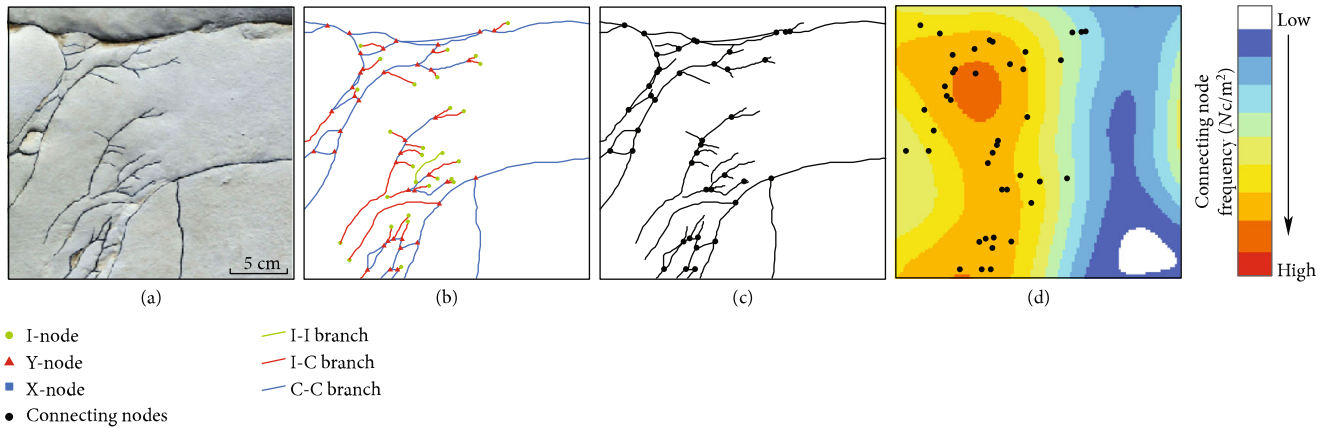 5 cm
(a)
(b)
(c)
(d)
Connecting node
frequency (Nc/m²)
Low
High
I-node
Y-node
X-node
Connecting nodes
I-I branch
I-C branch
C-C branch